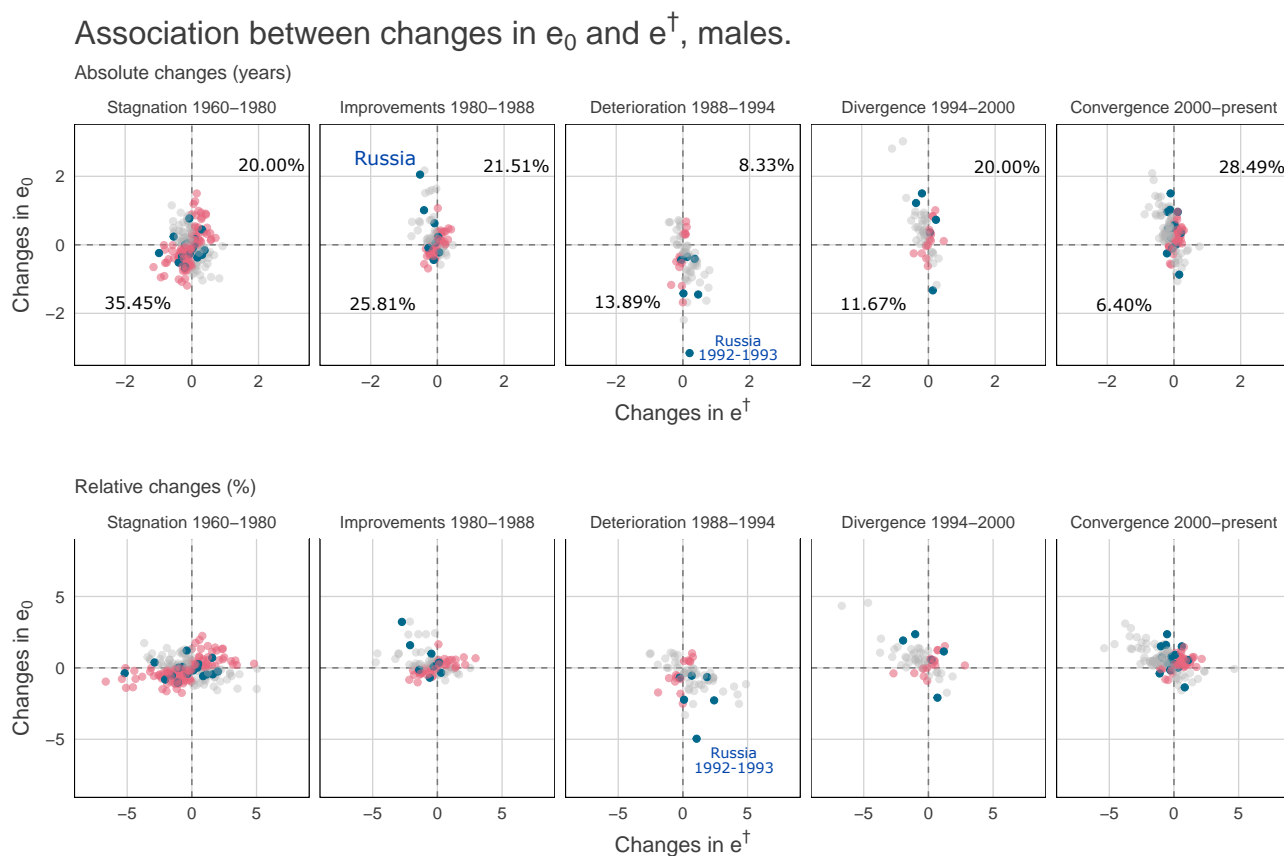 Association between changes in e₀ and e†, males.
Absolute changes (years)
Stagnation 1960−1980 Improvements 1980−1988 Deterioration 1988−1994 Divergence 1994−2000 Convergence 2000−present
20.00% Russia 21.51% 8.33% 20.00% 28.49%
2
0
−2
Changes in e₀
35.45% 25.81% 13.89% 11.67% 6.40%
Russia
1992-1993
−2 0 2 −2 0 2 −2 0 2 −2 0 2 −2 0 2
Changes in e†
Relative changes (%)
Stagnation 1960−1980 Improvements 1980−1988 Deterioration 1988−1994 Divergence 1994−2000 Convergence 2000−present
5
0
−5
Changes in e₀
Russia
1992-1993
−5 0 5 −5 0 5 −5 0 5 −5 0 5 −5 0 5
Changes in e†